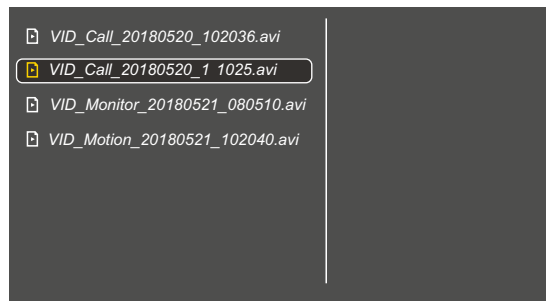 VID_Call_20180520_102036.avi
VID_Call_20180520_1 1025.avi
VID_Monitor_20180521_080510.avi
VID_Motion_20180521_102040.avi